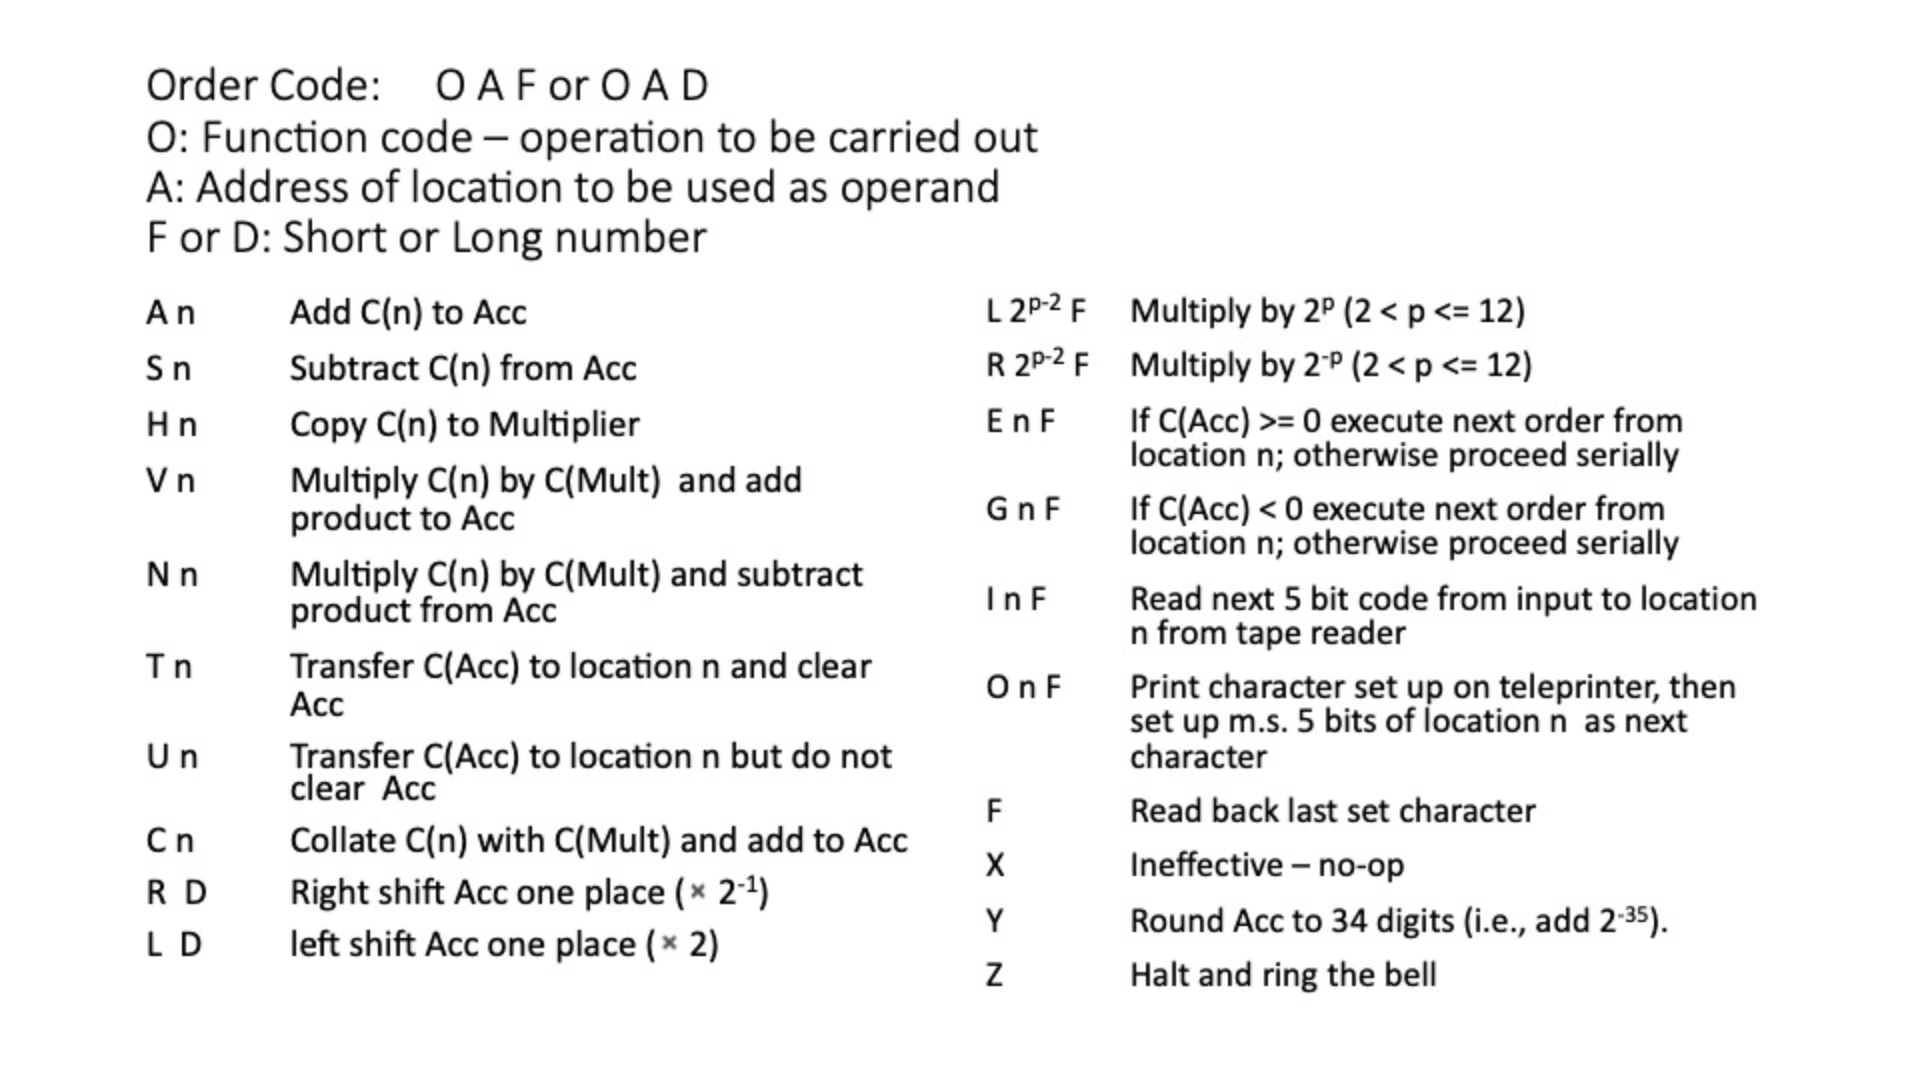 Order Code: O A F or O A D
O: Function code – operation to be carried out
A: Address of location to be used as operand
F or D: Short or Long number
A n Add C(n) to Acc
S n Subtract C(n) from Acc
H n Copy C(n) to Multiplier
V n Multiply C(n) by C(Mult) and add
product to Acc
N n Multiply C(n) by C(Mult) and subtract
product from Acc
T n Transfer C(Acc) to location n and clear
Acc
U n Transfer C(Acc) to location n but do not
clear Acc
C n Collate C(n) with C(Mult) and add to Acc
R D Right shift Acc one place (× 2⁻¹)
L D left shift Acc one place (× 2)
L 2ᵖ⁻² F Multiply by 2ᵖ (2 < p <= 12)
R 2ᵖ⁻² F Multiply by 2⁻ᵖ (2 < p <= 12)
E n F If C(Acc) >= 0 execute next order from
location n; otherwise proceed serially
G n F If C(Acc) < 0 execute next order from
location n; otherwise proceed serially
I n F Read next 5 bit code from input to location
n from tape reader
O n F Print character set up on teleprinter, then
set up m.s. 5 bits of location n as next
character
F Read back last set character
X Ineffective – no-op
Y Round Acc to 34 digits (i.e., add 2⁻³⁵).
Z Halt and ring the bell